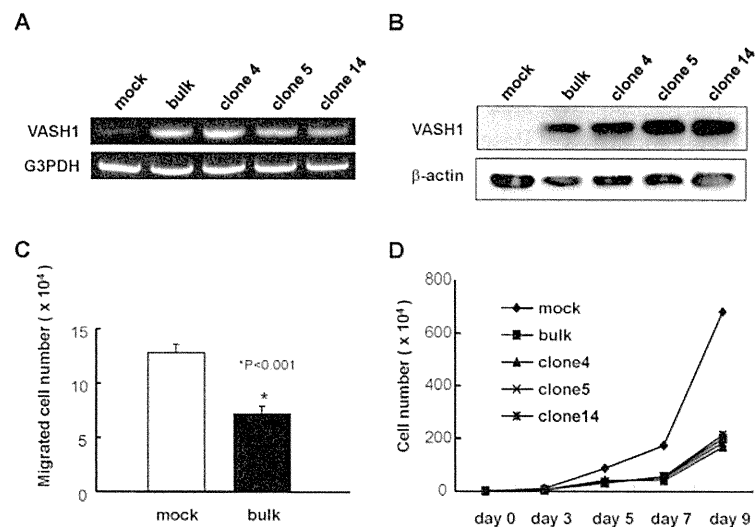 A
mock
bulk
clone 4
clone 5
clone 14
VASH1
G3PDH
B
mock
bulk
clone 4
clone 5
clone 14
VASH1
β-actin
C
Migrated cell number ( x 10⁴)
15
10
5
0
*P<0.001
*
mock
bulk
D
Cell number ( x 10⁴)
800
600
400
200
0
mock
bulk
clone4
clone5
clone14
day 0
day 3
day 5
day 7
day 9